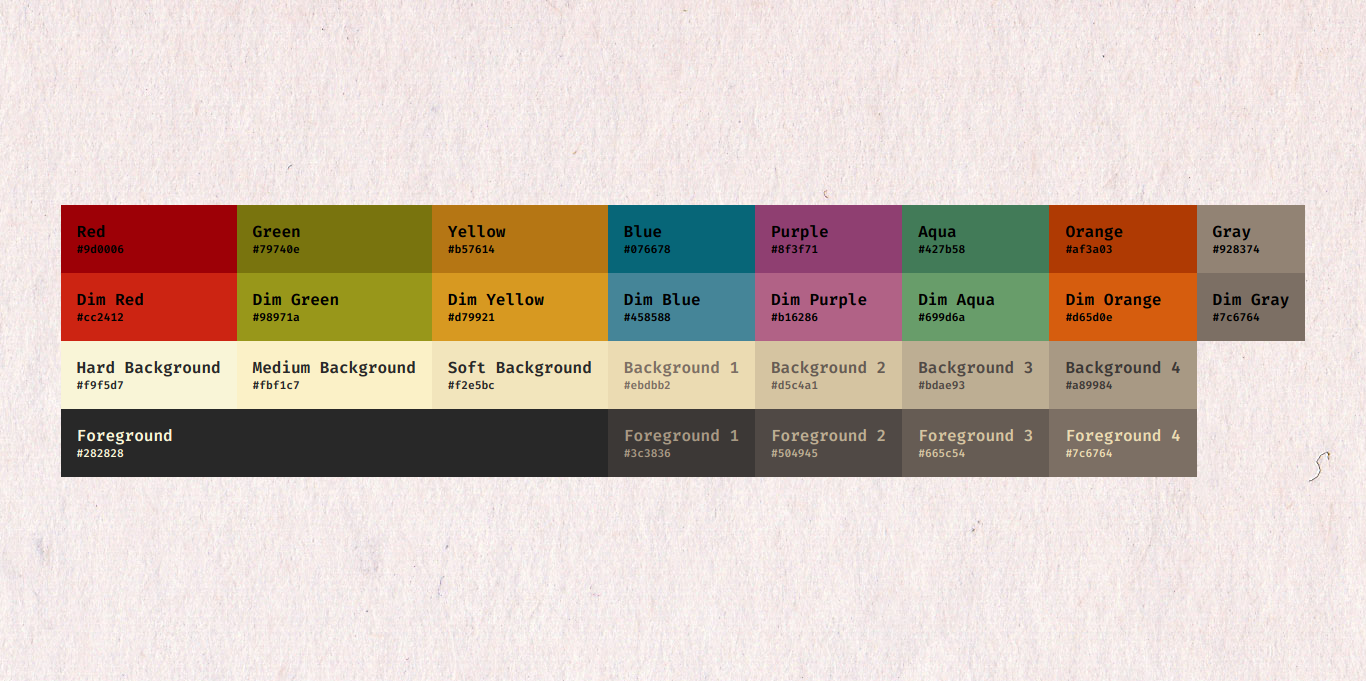 Red
#9d0006
Green
#79740e
Yellow
#b57614
Blue
#076678
Purple
#8f3f71
Aqua
#427b58
Orange
#af3a03
Gray
#928374
Dim Red
#cc2412
Dim Green
#98971a
Dim Yellow
#d79921
Dim Blue
#458588
Dim Purple
#b16286
Dim Aqua
#699d6a
Dim Orange
#d65d0e
Dim Gray
#7c6764
Hard Background
#f9f5d7
Medium Background
#fbf1c7
Soft Background
#f2e5bc
Background 1
#ebdbb2
Background 2
#d5c4a1
Background 3
#bdae93
Background 4
#a89984
Foreground
#282828
Foreground 1
#3c3836
Foreground 2
#504945
Foreground 3
#665c54
Foreground 4
#7c6764